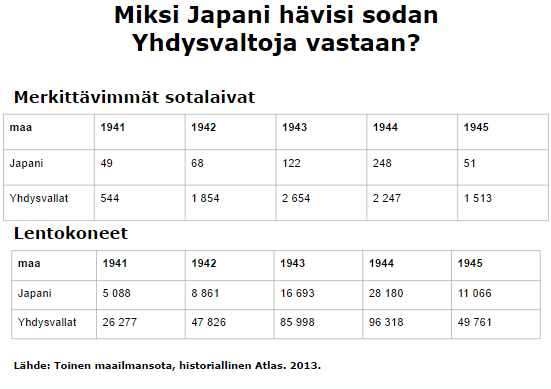 Miksi Japani hävisi sodan
Yhdysvaltoja vastaan?
Merkittävimmät sotalaivat
maa 1941 1942 1943 1944 1945
Japani 49 68 122 248 51
Yhdysvallat 544 1 854 2 654 2 247 1 513
Lentokoneet
maa 1941 1942 1943 1944 1945
Japani 5 088 8 861 16 693 28 180 11 066
Yhdysvallat 26 277 47 826 85 998 96 318 49 761
Lähde: Toinen maailmansota, historiallinen Atlas. 2013.